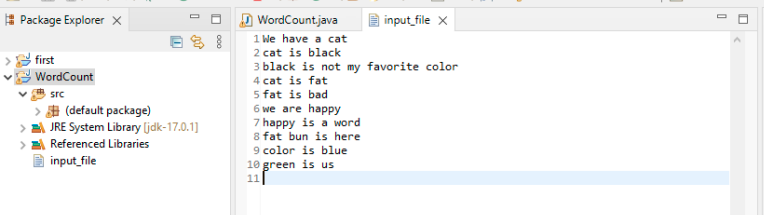 Package Explorer
first
WordCount
src
(default package)
JRE System Library [jdk-17.0.1]
Referenced Libraries
input_file
WordCount.java
input_file
1 We have a cat
2 cat is black
3 black is not my favorite color
4 cat is fat
5 fat is bad
6 we are happy
7 happy is a word
8 fat bun is here
9 color is blue
10 green is us
11